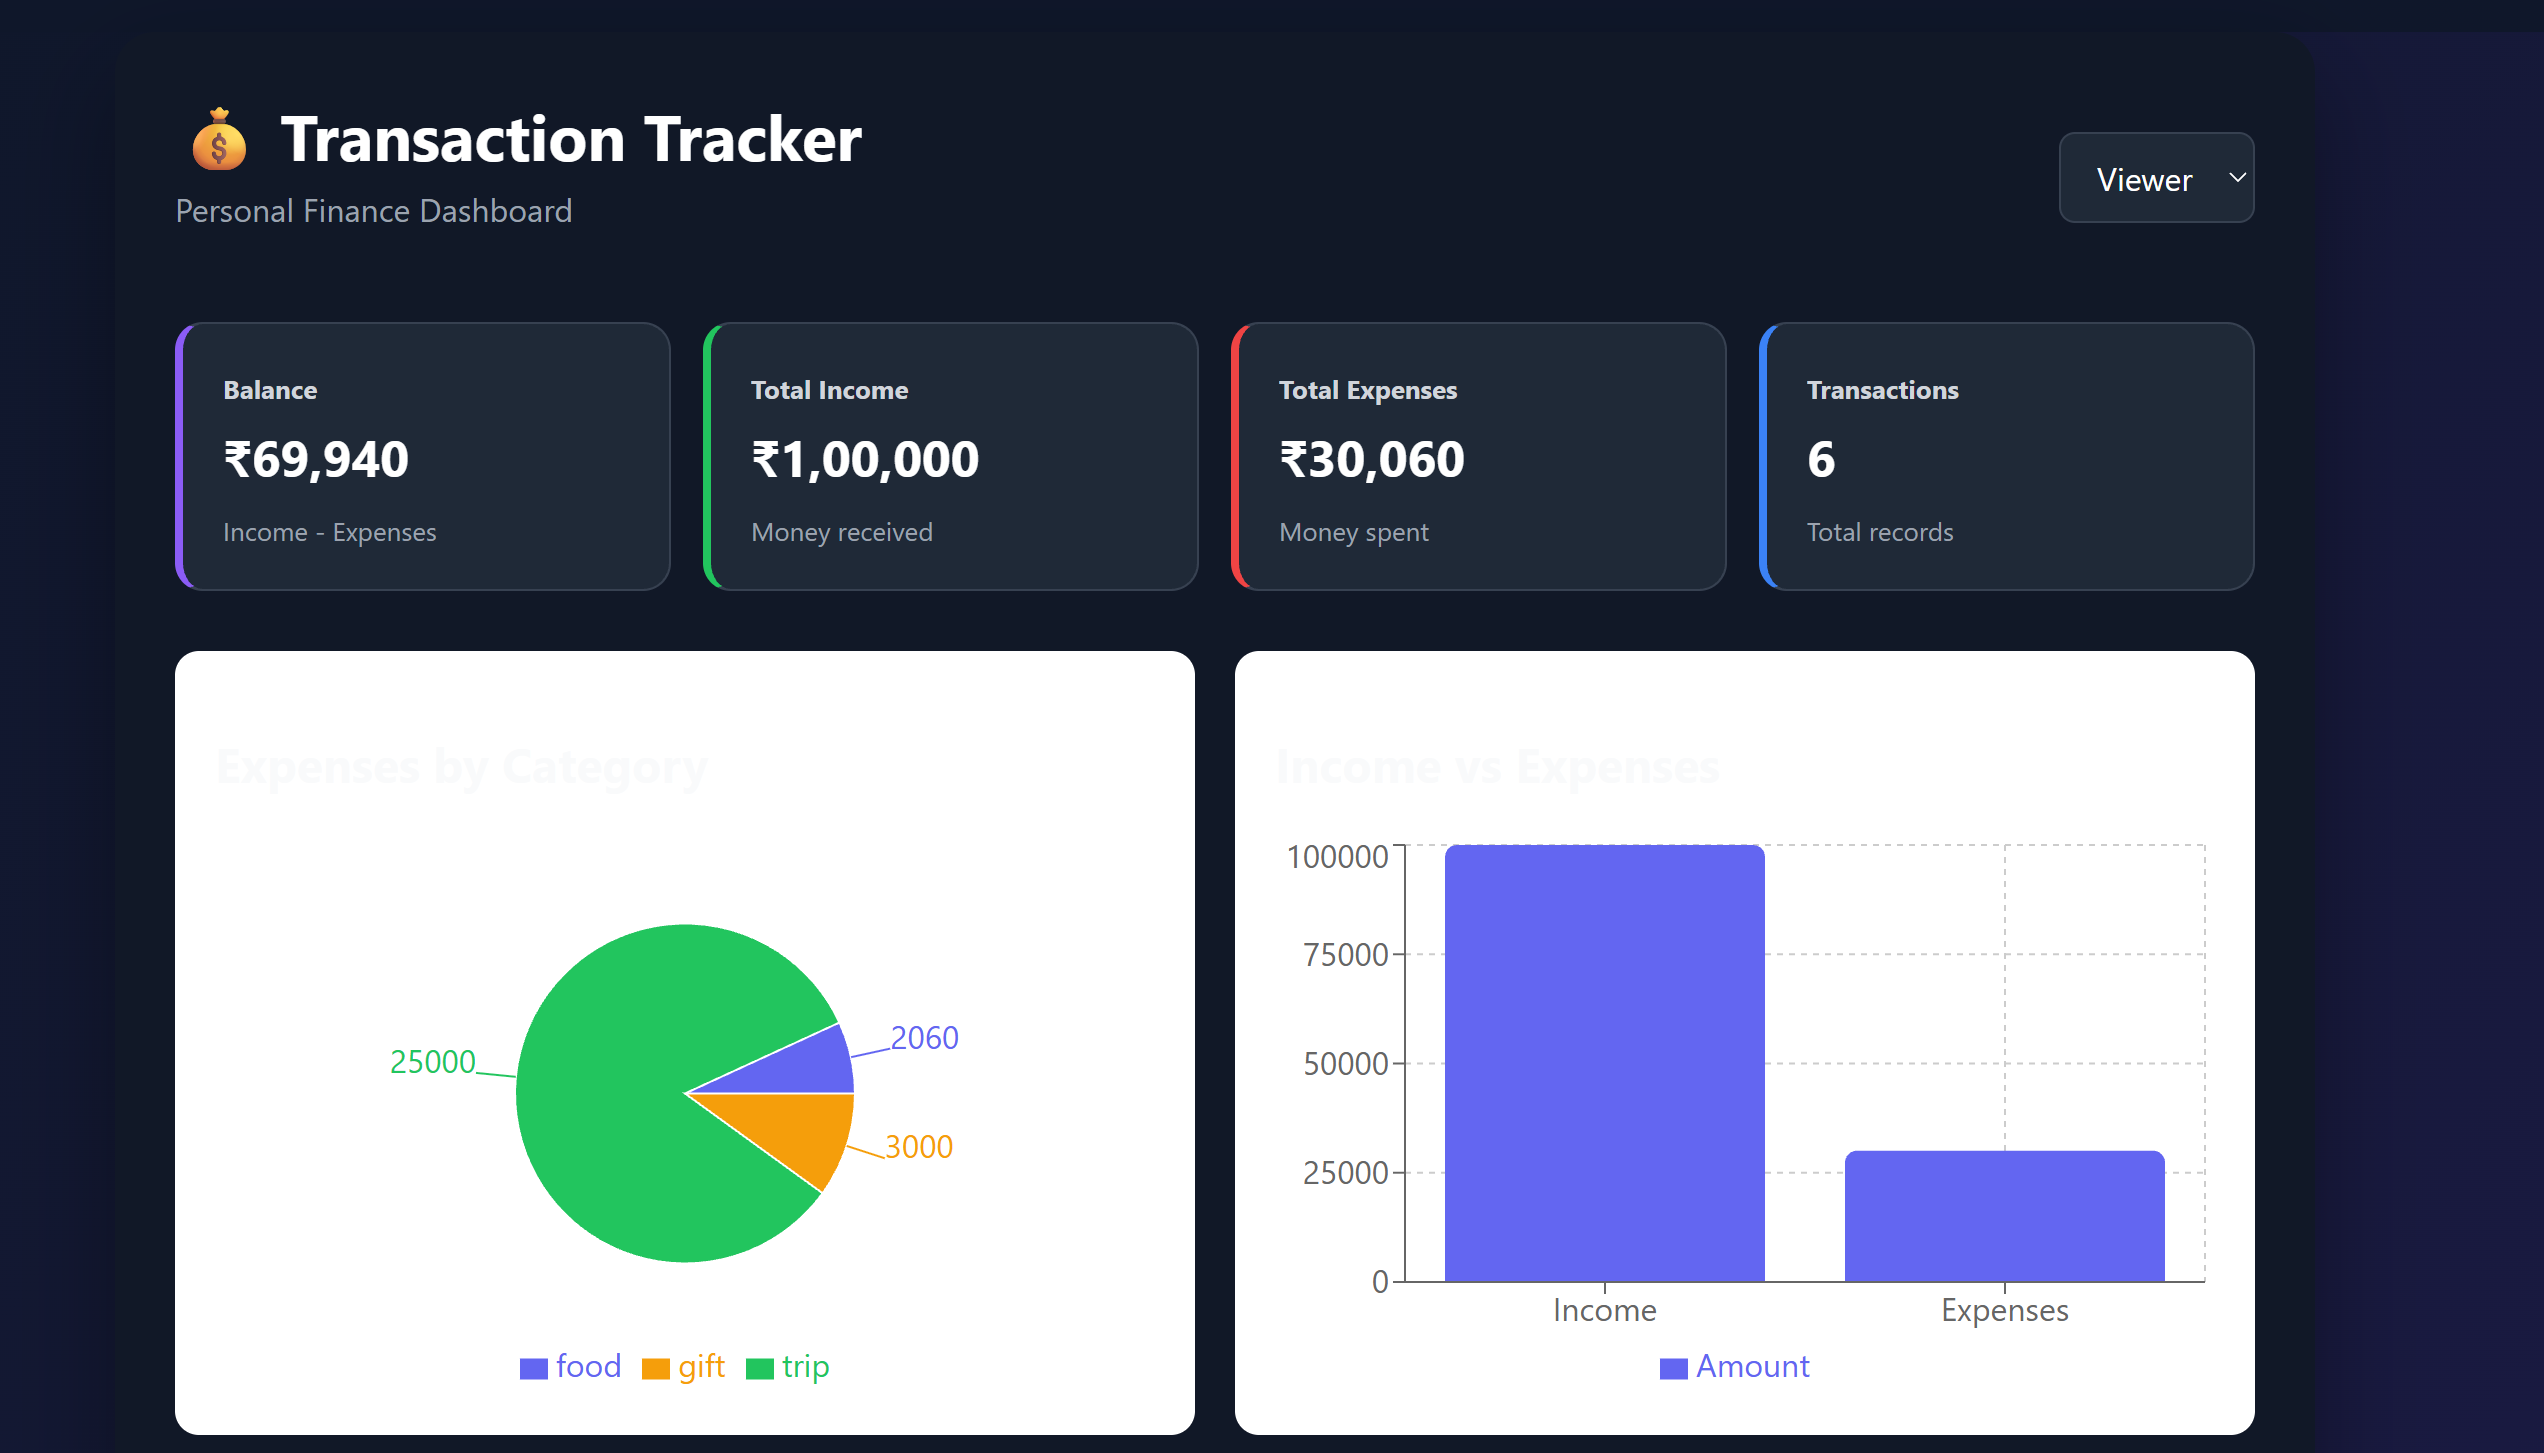 Transaction Tracker
Personal Finance Dashboard
Viewer
Balance
₹69,940
Income - Expenses
Total Income
₹1,00,000
Money received
Total Expenses
₹30,060
Money spent
Transactions
6
Total records
Expenses by Category
25000
2060
3000
food gift trip
Income vs Expenses
100000
75000
50000
25000
0
Income Expenses
Amount